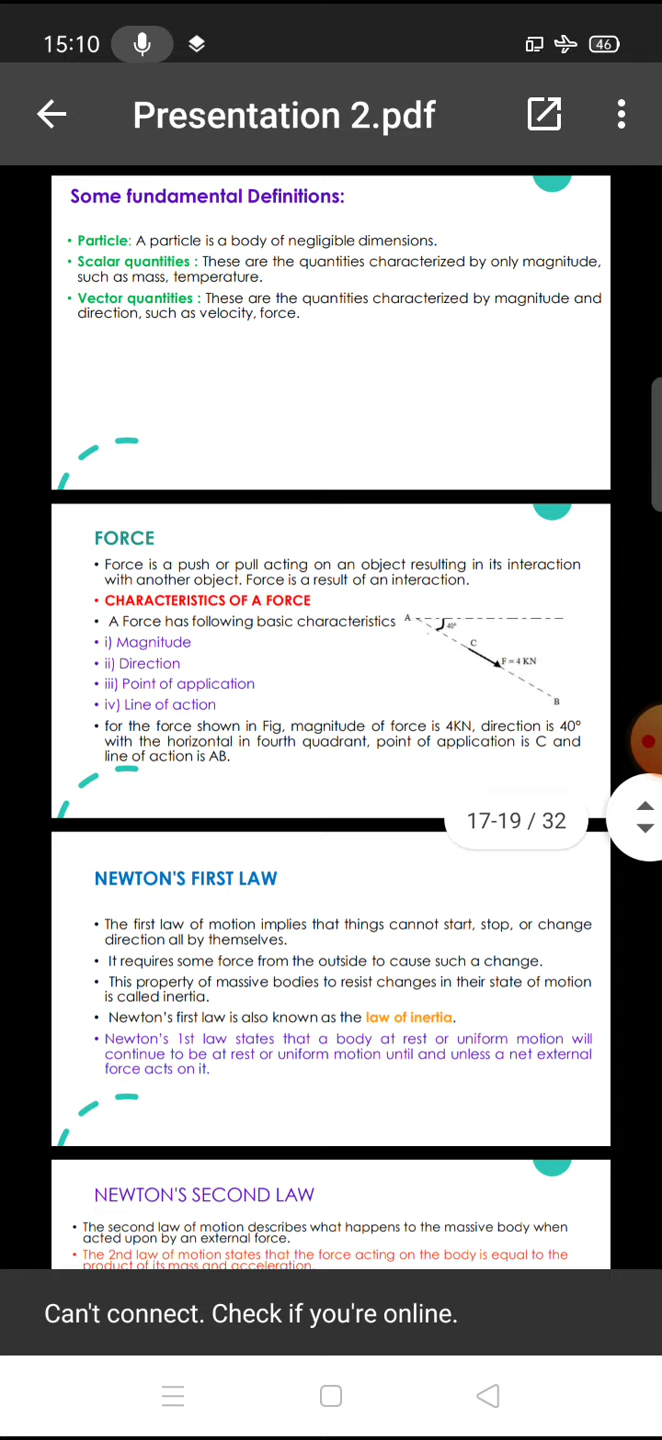 15:10
46
Presentation 2.pdf
Some fundamental Definitions:
• Particle: A particle is a body of negligible dimensions.
• Scalar quantities : These are the quantities characterized by only magnitude,
such as mass, temperature.
• Vector quantities : These are the quantities characterized by magnitude and
direction, such as velocity, force.
FORCE
• Force is a push or pull acting on an object resulting in its interaction
with another object. Force is a result of an interaction.
• CHARACTERISTICS OF A FORCE
• A Force has following basic characteristics
• i) Magnitude
• ii) Direction
• iii) Point of application
• iv) Line of action
A
40°
C
F=4 KN
B
• for the force shown in Fig, magnitude of force is 4KN, direction is 40°
with the horizontal in fourth quadrant, point of application is C and
line of action is AB.
17-19 / 32
NEWTON'S FIRST LAW
• The first law of motion implies that things cannot start, stop, or change
direction all by themselves.
• It requires some force from the outside to cause such a change.
• This property of massive bodies to resist changes in their state of motion
is called inertia.
• Newton's first law is also known as the law of inertia.
• Newton's 1st law states that a body at rest or uniform motion will
continue to be at rest or uniform motion until and unless a net external
force acts on it.
NEWTON'S SECOND LAW
• The second law of motion describes what happens to the massive body when
acted upon by an external force.
• The 2nd law of motion states that the force acting on the body is equal to the
product of its mass and acceleration.
Can't connect. Check if you're online.